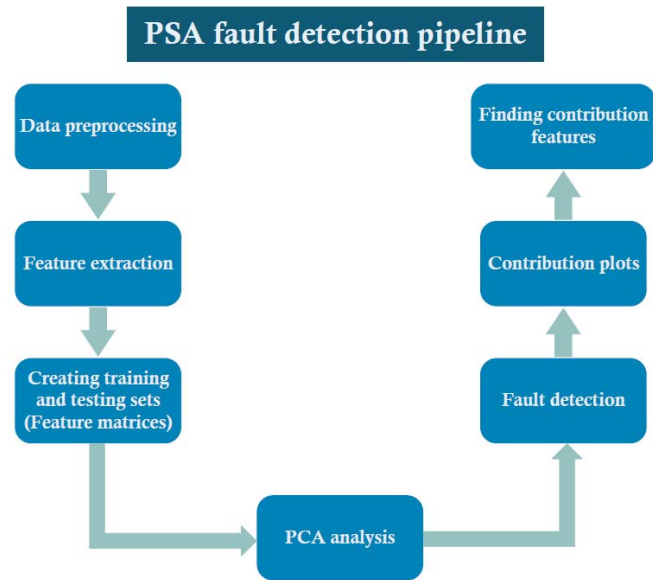 PSA fault detection pipeline
Data preprocessing
Feature extraction
Creating training
and testing sets
(Feature matrices)
PCA analysis
Fault detection
Contribution plots
Finding contribution
features